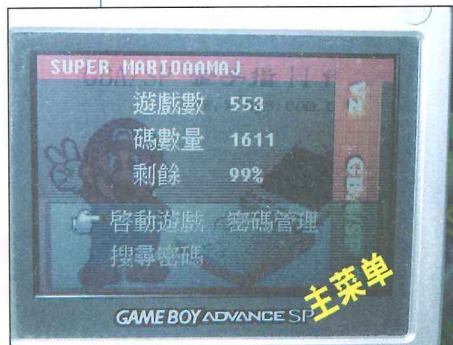 SUPER MARIOAAMAJ
遊戲數 553
碼數量 1611
剩餘 99%
啓動遊戲 密碼管理
搜尋密碼
主菜单
GAME BOY ADVANCE SP